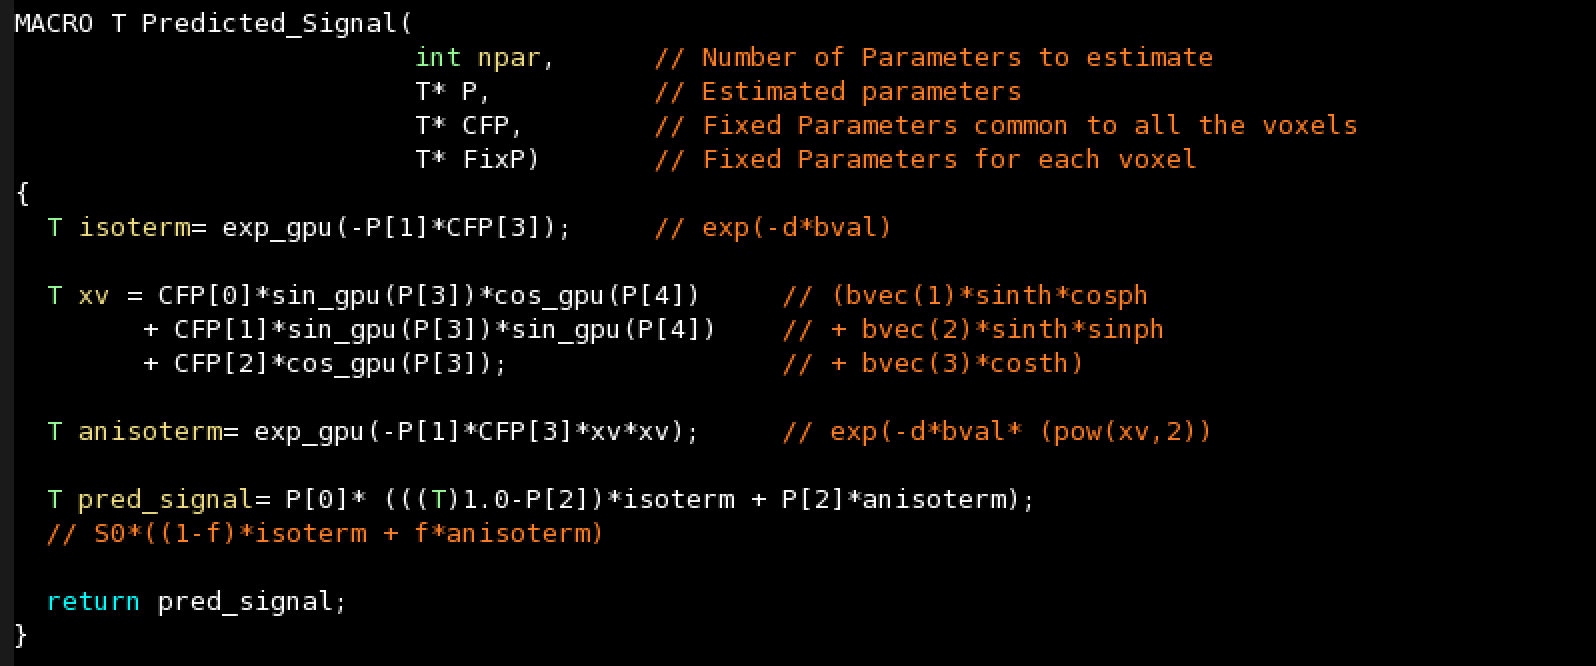 MACRO T Predicted_Signal(
int npar, // Number of Parameters to estimate
T* P, // Estimated parameters
T* CFP, // Fixed Parameters common to all the voxels
T* FixP) // Fixed Parameters for each voxel
{
T isoterm= exp_gpu(-P[1]*CFP[3]); // exp(-d*bval)
T xv = CFP[0]*sin_gpu(P[3])*cos_gpu(P[4]) // (bvec(1)*sinth*cosph
+ CFP[1]*sin_gpu(P[3])*sin_gpu(P[4]) // + bvec(2)*sinth*sinph
+ CFP[2]*cos_gpu(P[3]); // + bvec(3)*costh)
T anisoterm= exp_gpu(-P[1]*CFP[3]*xv*xv); // exp(-d*bval* (pow(xv,2))
T pred_signal= P[0]* (((T)1.0-P[2])*isoterm + P[2]*anisoterm);
// S0*((1-f)*isoterm + f*anisoterm)
return pred_signal;
}